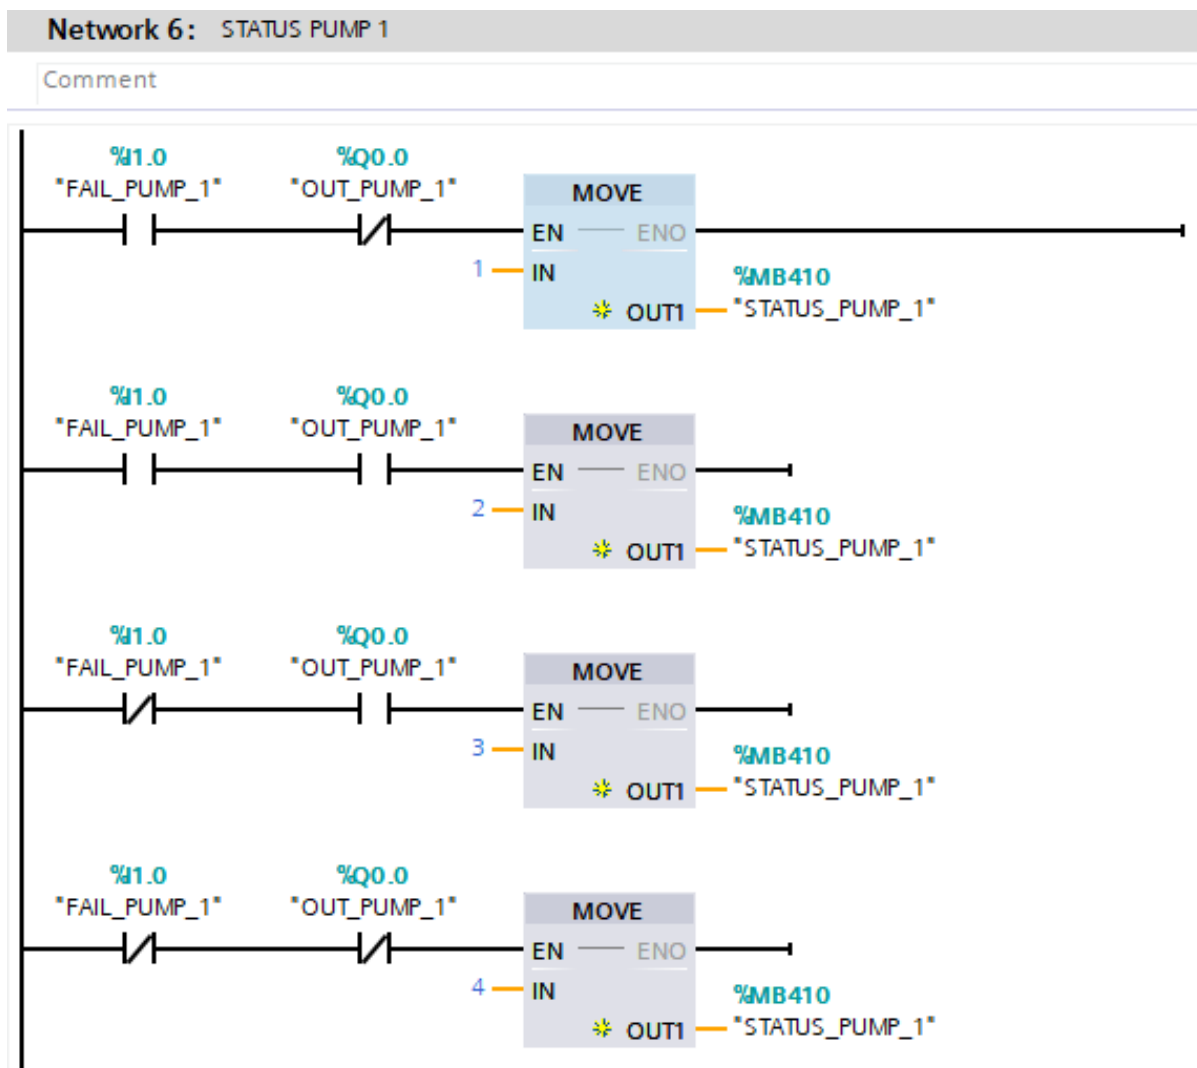 Network 6: STATUS PUMP 1
Comment
%I1.0 %Q0.0
"FAIL_PUMP_1" "OUT_PUMP_1"
MOVE
EN ENO
1 IN
%MB410
OUT1 "STATUS_PUMP_1"
%I1.0 %Q0.0
"FAIL_PUMP_1" "OUT_PUMP_1"
MOVE
EN ENO
2 IN
%MB410
OUT1 "STATUS_PUMP_1"
%I1.0 %Q0.0
"FAIL_PUMP_1" "OUT_PUMP_1"
MOVE
EN ENO
3 IN
%MB410
OUT1 "STATUS_PUMP_1"
%I1.0 %Q0.0
"FAIL_PUMP_1" "OUT_PUMP_1"
MOVE
EN ENO
4 IN
%MB410
OUT1 "STATUS_PUMP_1"